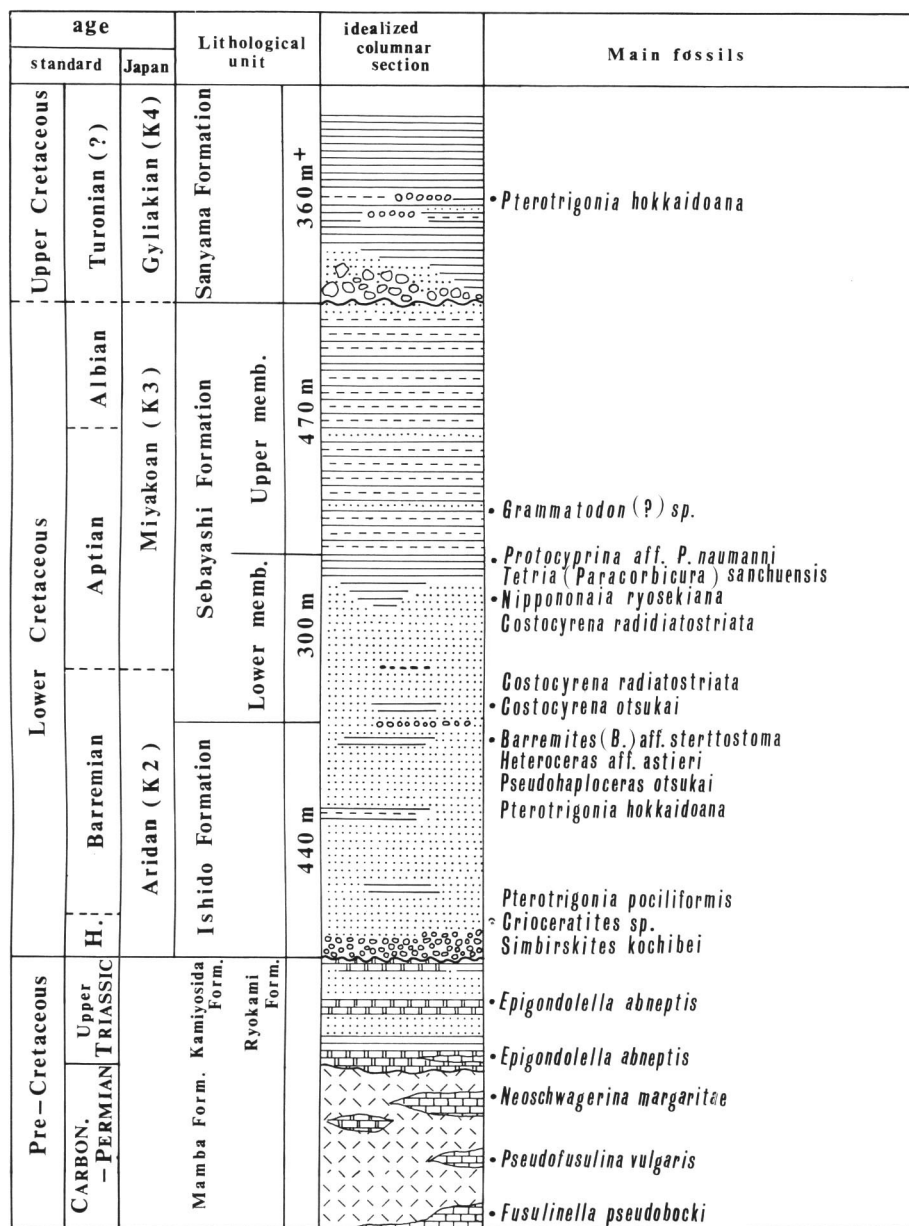 age
standard
Japan
Lithological
unit
idealized
columnar
section
Main fossils
Upper Cretaceous
Turonian (?)
Gyliakian (K4)
Sanyama Formation
360m+
• Pterotrigonia hokkaidoana
Lower Cretaceous
Albian
Aptian
Barremian
H.
Miyakoan (K3)
Aridan (K2)
Sebayashi Formation
Upper memb.
Lower memb.
470m
300m
• Grammatodon (?) sp.
• Protocyprina aff. P. naumanni
Tetria (Paracorbicura) sanchuensis
• Nippononaia ryosekiana
Costocyrena radidiatostriata
Costocyrena radiatostriata
• Costocyrena otsukai
Ishido Formation
440 m
• Barremites (B.) aff. sterttostoma
Heteroceras aff. astieri
Pseudohaploceras otsukai
Pterotrigonia hokkaidoana
Pterotrigonia pociliformis
• Crioceratites sp.
Simbirskites kochibei
Pre-Cretaceous
Upper
TRIASSIC
CARBON.
-PERMIAN
Mamba Form.
Kamiyosida
Form.
Ryokami
Form.
• Epigondolella abneptis
• Epigondolella abneptis
• Neoschwagerina margaritae
• Pseudofusulina vulgaris
• Fusulinella pseudobocki